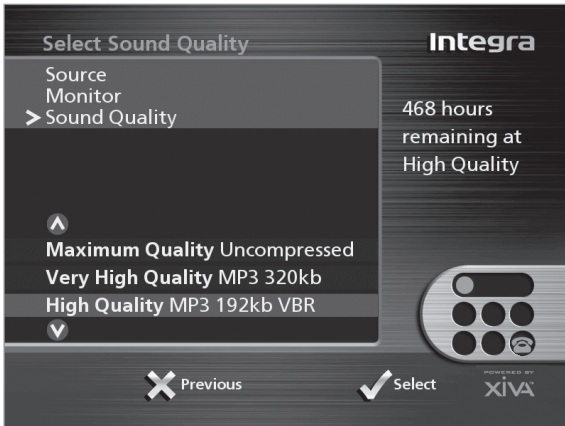 Select Sound Quality
Integra
Source
Monitor
Sound Quality
468 hours
remaining at
High Quality
Maximum Quality Uncompressed
Very High Quality MP3 320kb
High Quality MP3 192kb VBR
Previous
Select
POWERED BY
XiVA